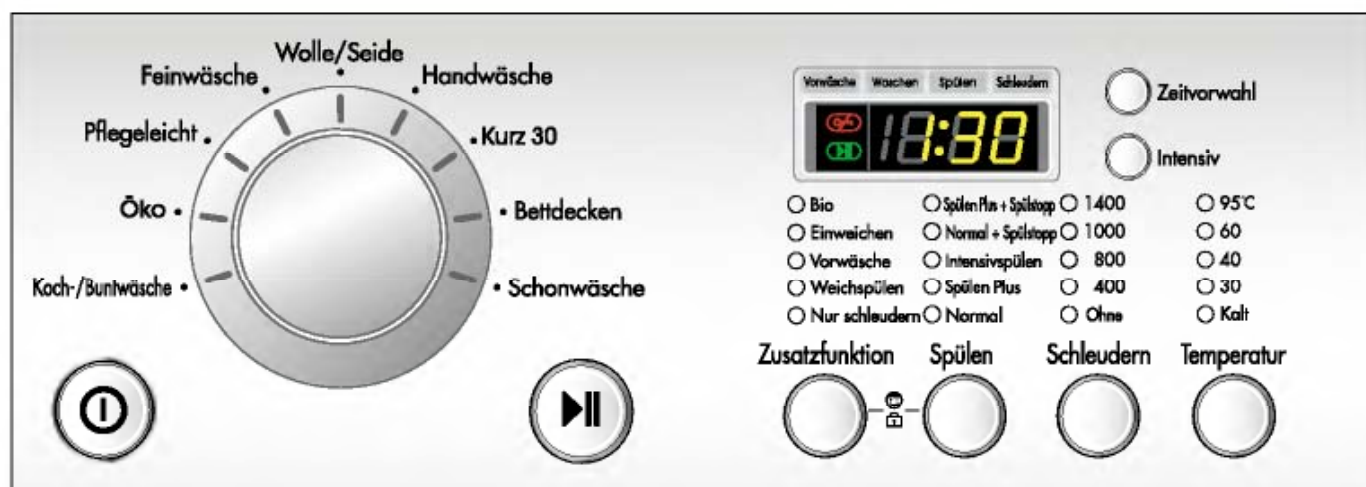 Wolle/Seide
Feinwäsche
Handwäsche
Pflegeleicht
Kurz 30
Öko
Bettdecken
Koch-/Buntwäsche
Schonwäsche
Vorwäsche Waschen Spülen Schleudern
1:30
Zeitvorwahl
Intensiv
Bio Spülen Plus + Spülstopp 1400 95°C
Einweichen Normal + Spülstopp 1000 60
Vorwäsche Intensivspülen 800 40
Weichspülen Spülen Plus 400 30
Nur schleudern Normal Ohne Kalt
Zusatzfunktion Spülen Schleudern Temperatur